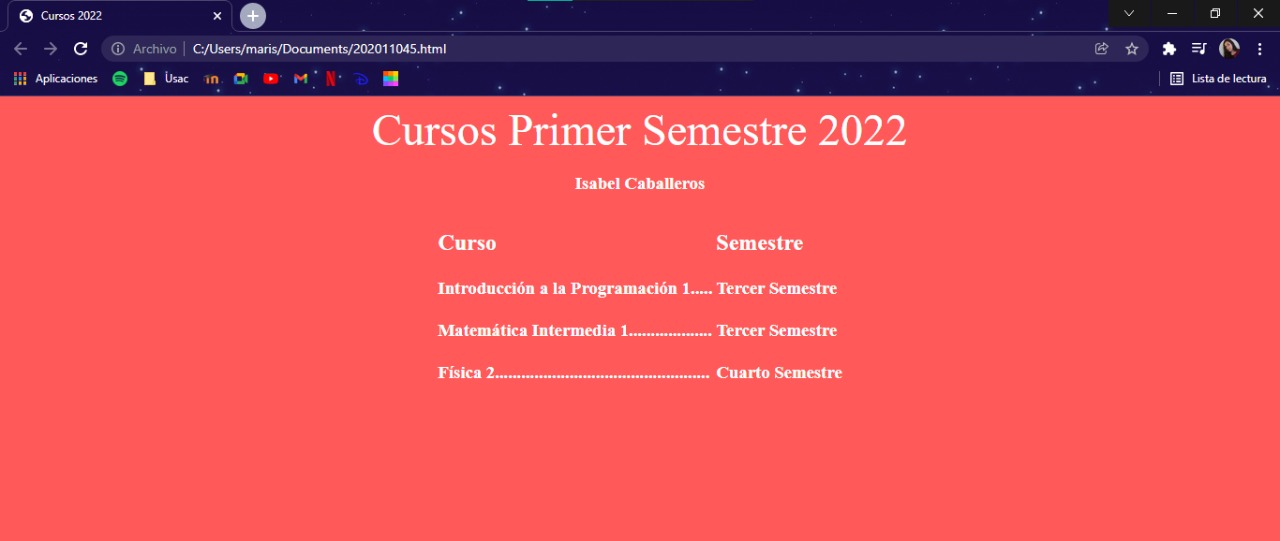 Cursos 2022
Archivo | C:/Users/maris/Documents/202011045.html
Aplicaciones Usac Lista de lectura
Cursos Primer Semestre 2022
Isabel Caballeros
Curso Semestre
Introducción a la Programación 1..... Tercer Semestre
Matemática Intermedia 1................... Tercer Semestre
Física 2................................................. Cuarto Semestre